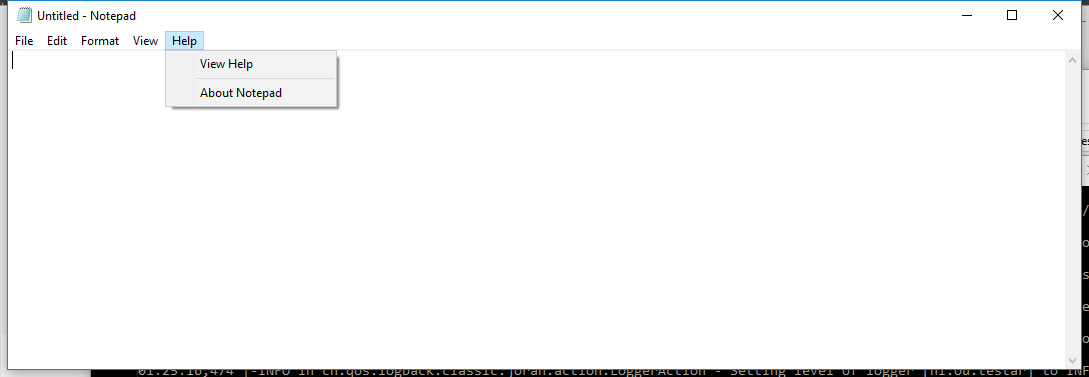 Untitled - Notepad
File Edit Format View Help
View Help
About Notepad
es
/
o
s
e
o
01:25:16,474 |-INFO in ch.qos.logback.classic.joran.action.LoggerAction - Setting level of logger [nl.ou.testar] to INF